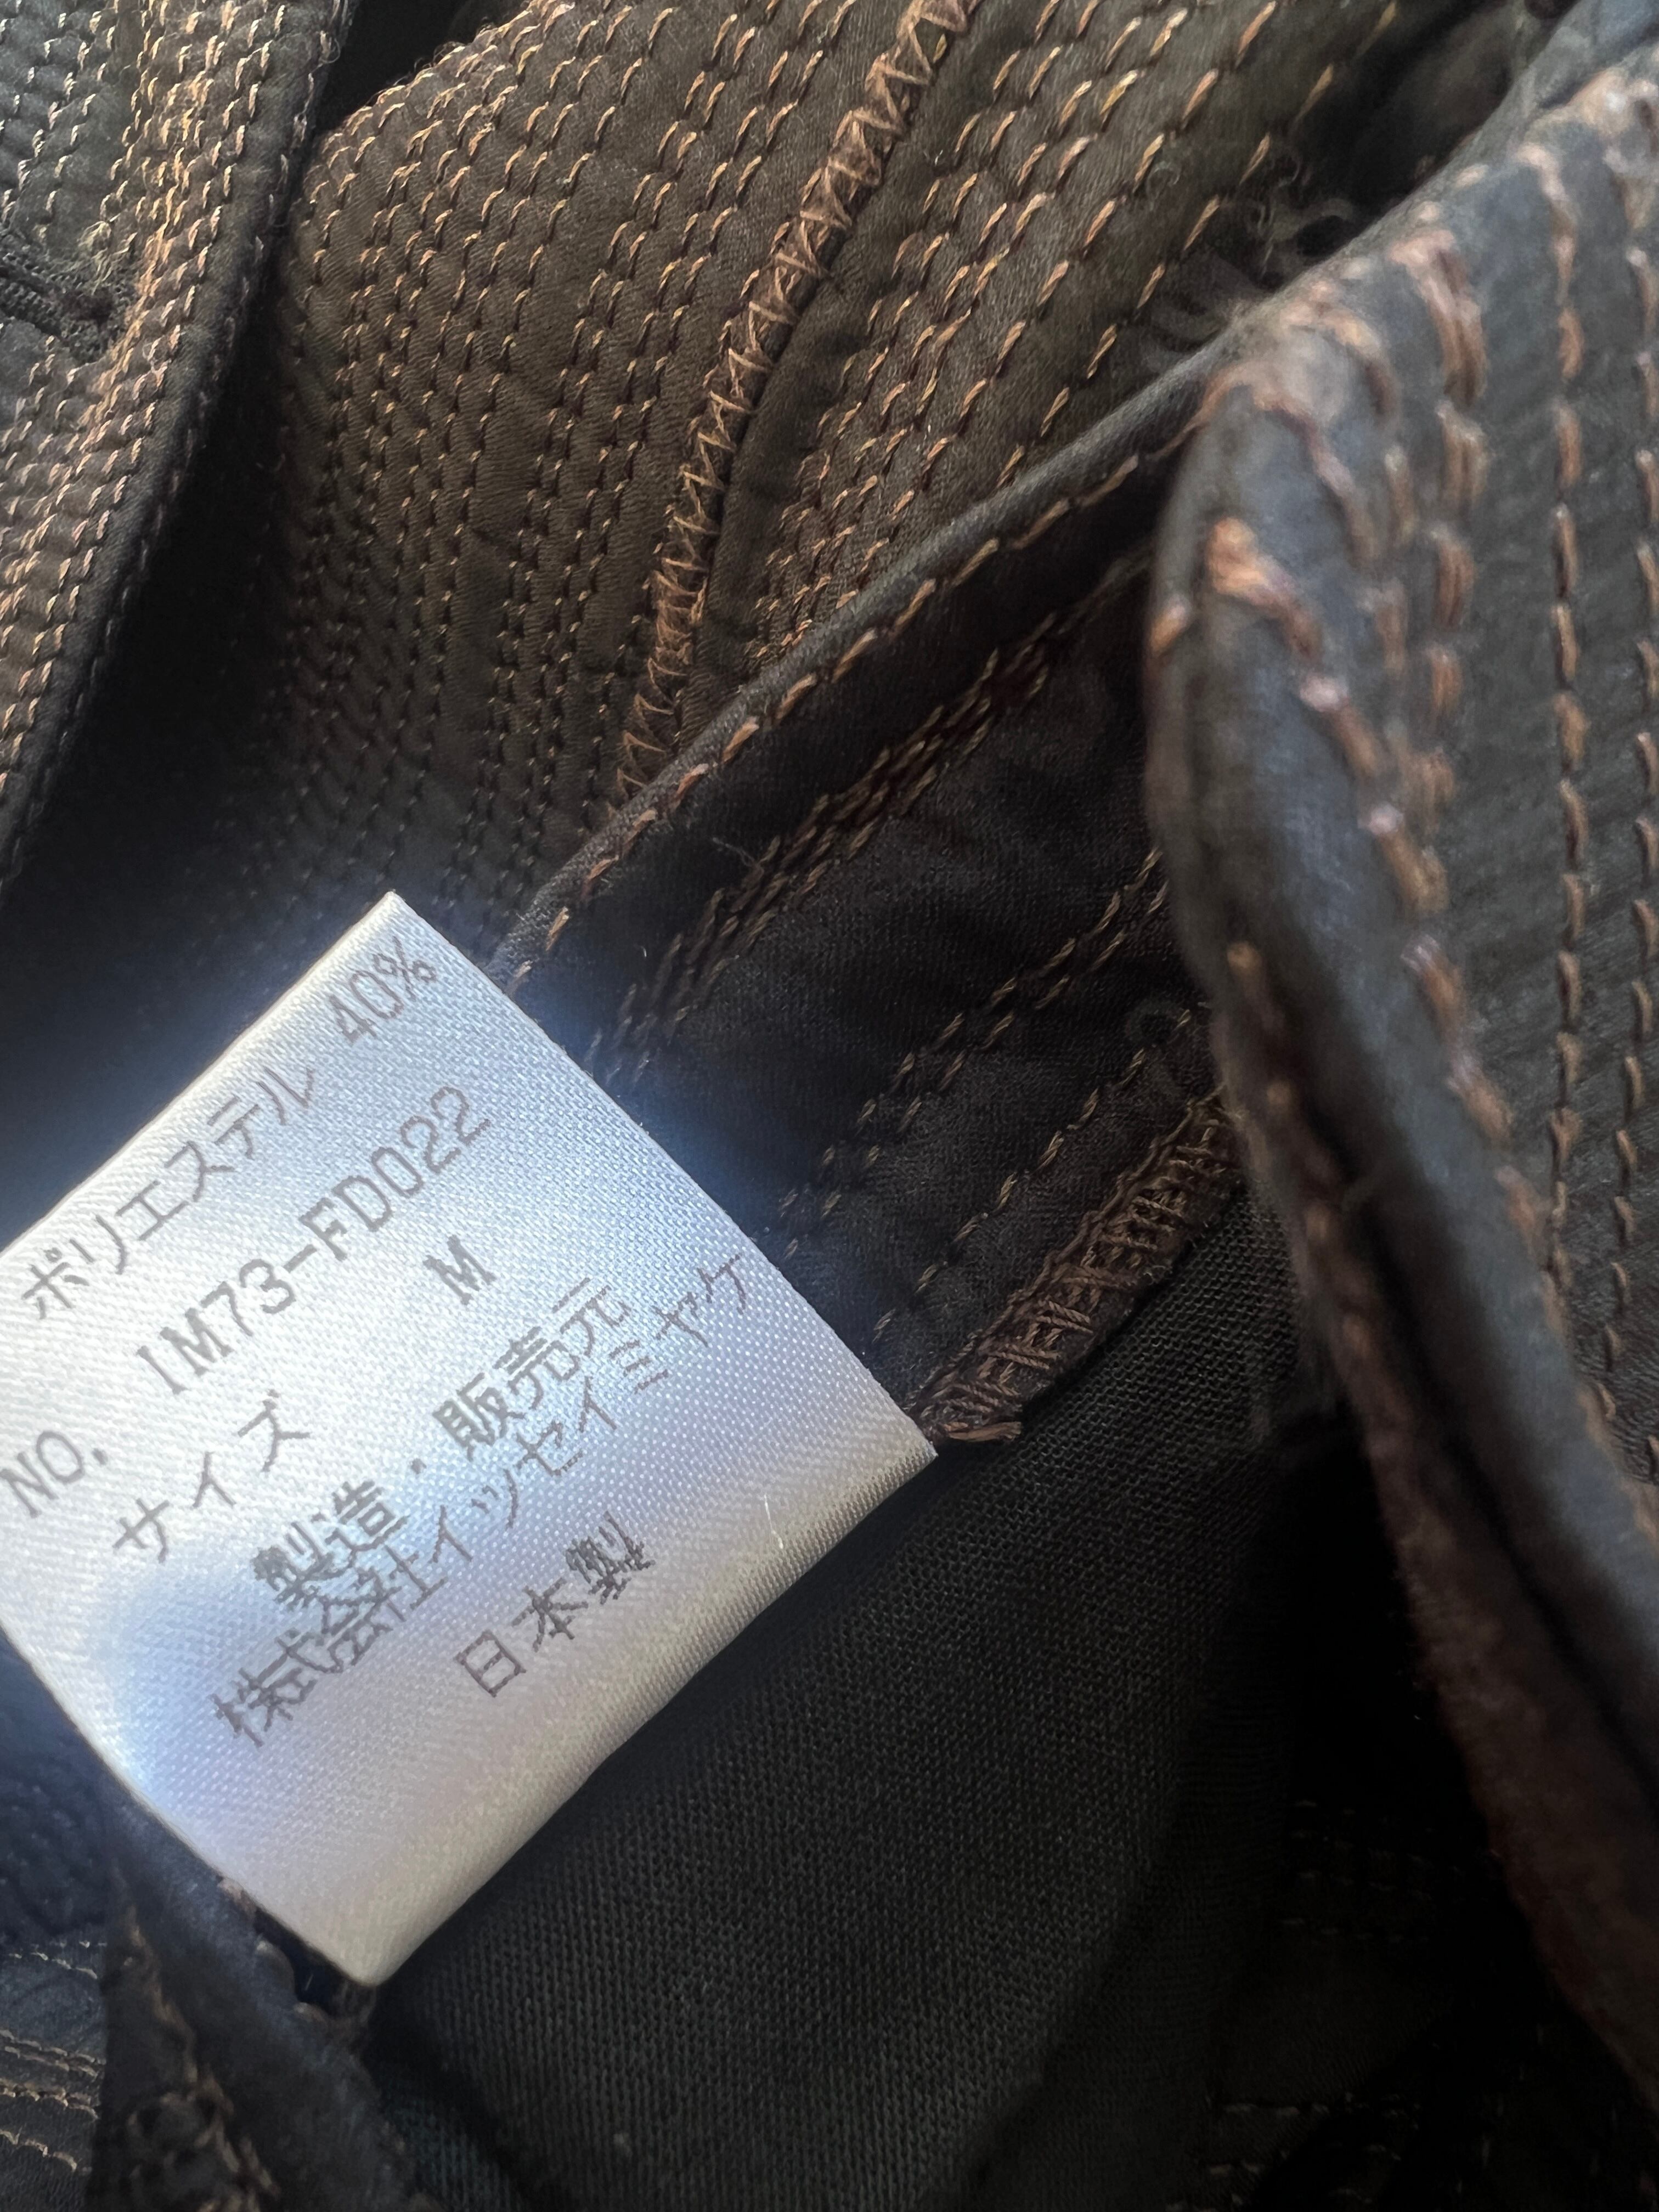 ポリエステル 40%
NO. IM73-FD022
サイズ M
製造・販売元
株式会社イッセイミヤケ
日本製